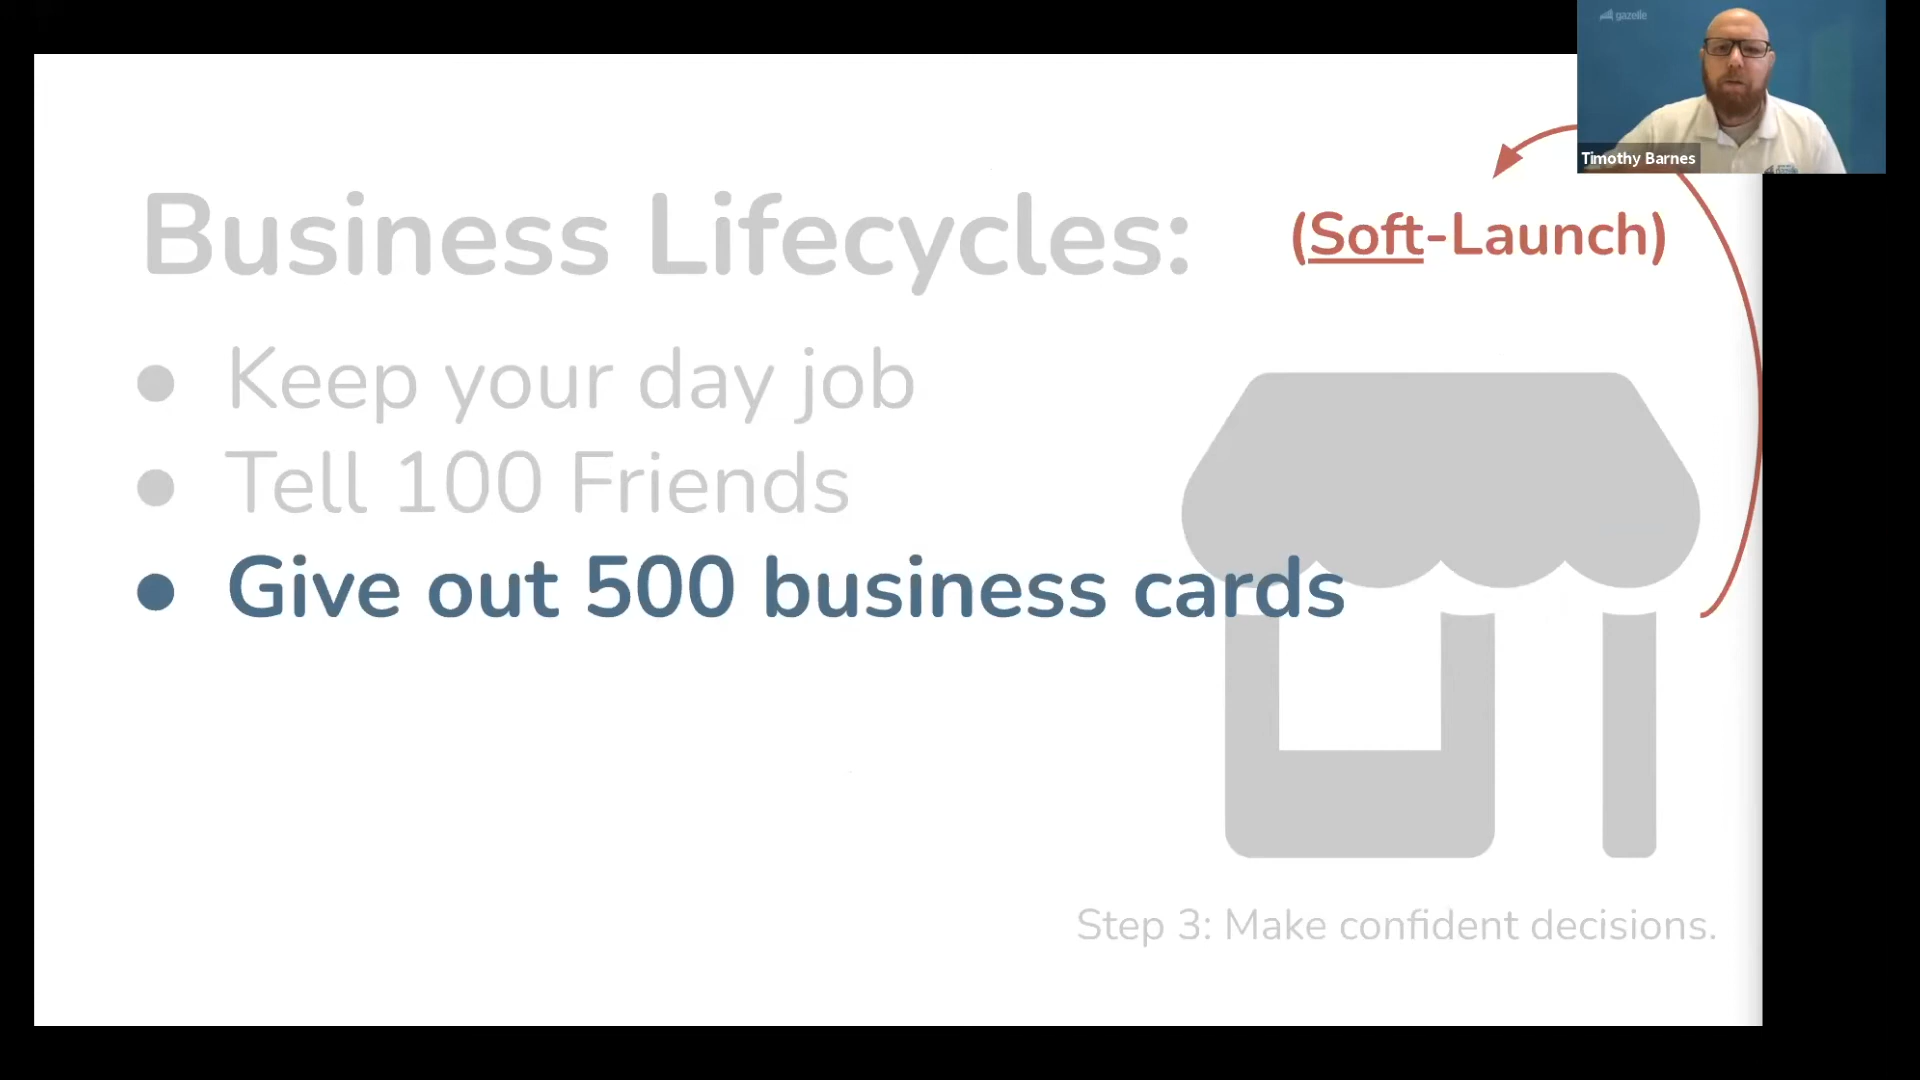 gazelle
Timothy Barnes
Business Lifecycles:
(Soft-Launch)
Keep your day job
Tell 100 Friends
Give out 500 business cards
Step 3: Make confident decisions.